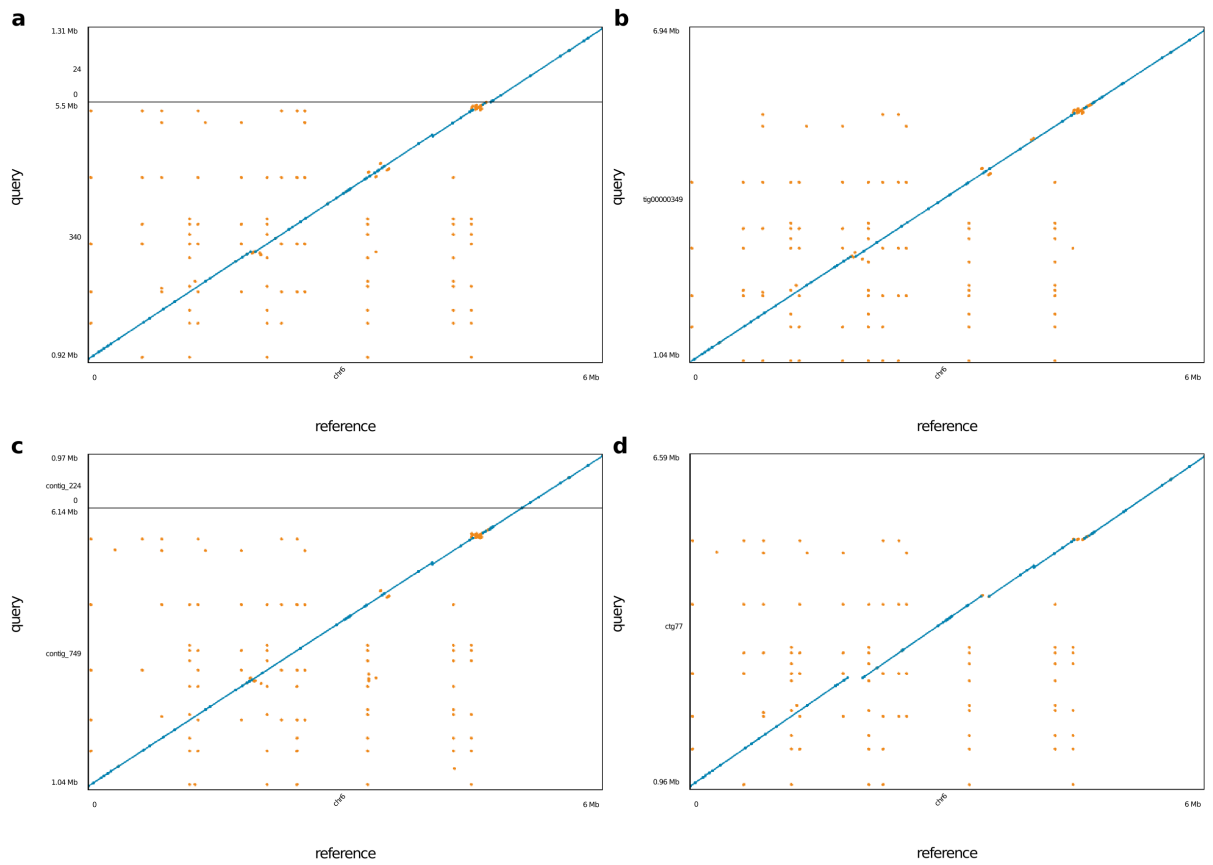 a
1.31 Mb
24
0
5.5 Mb
query
340
0.92 Mb
0
chr6
6 Mb
reference
b
6.94 Mb
query
tig00000349
1.04 Mb
0
chr6
6 Mb
reference
c
0.97 Mb
contig_224
0
6.14 Mb
query
contig_749
1.04 Mb
0
chr6
6 Mb
reference
d
6.59 Mb
query
ctg77
0.96 Mb
0
chr6
6 Mb
reference